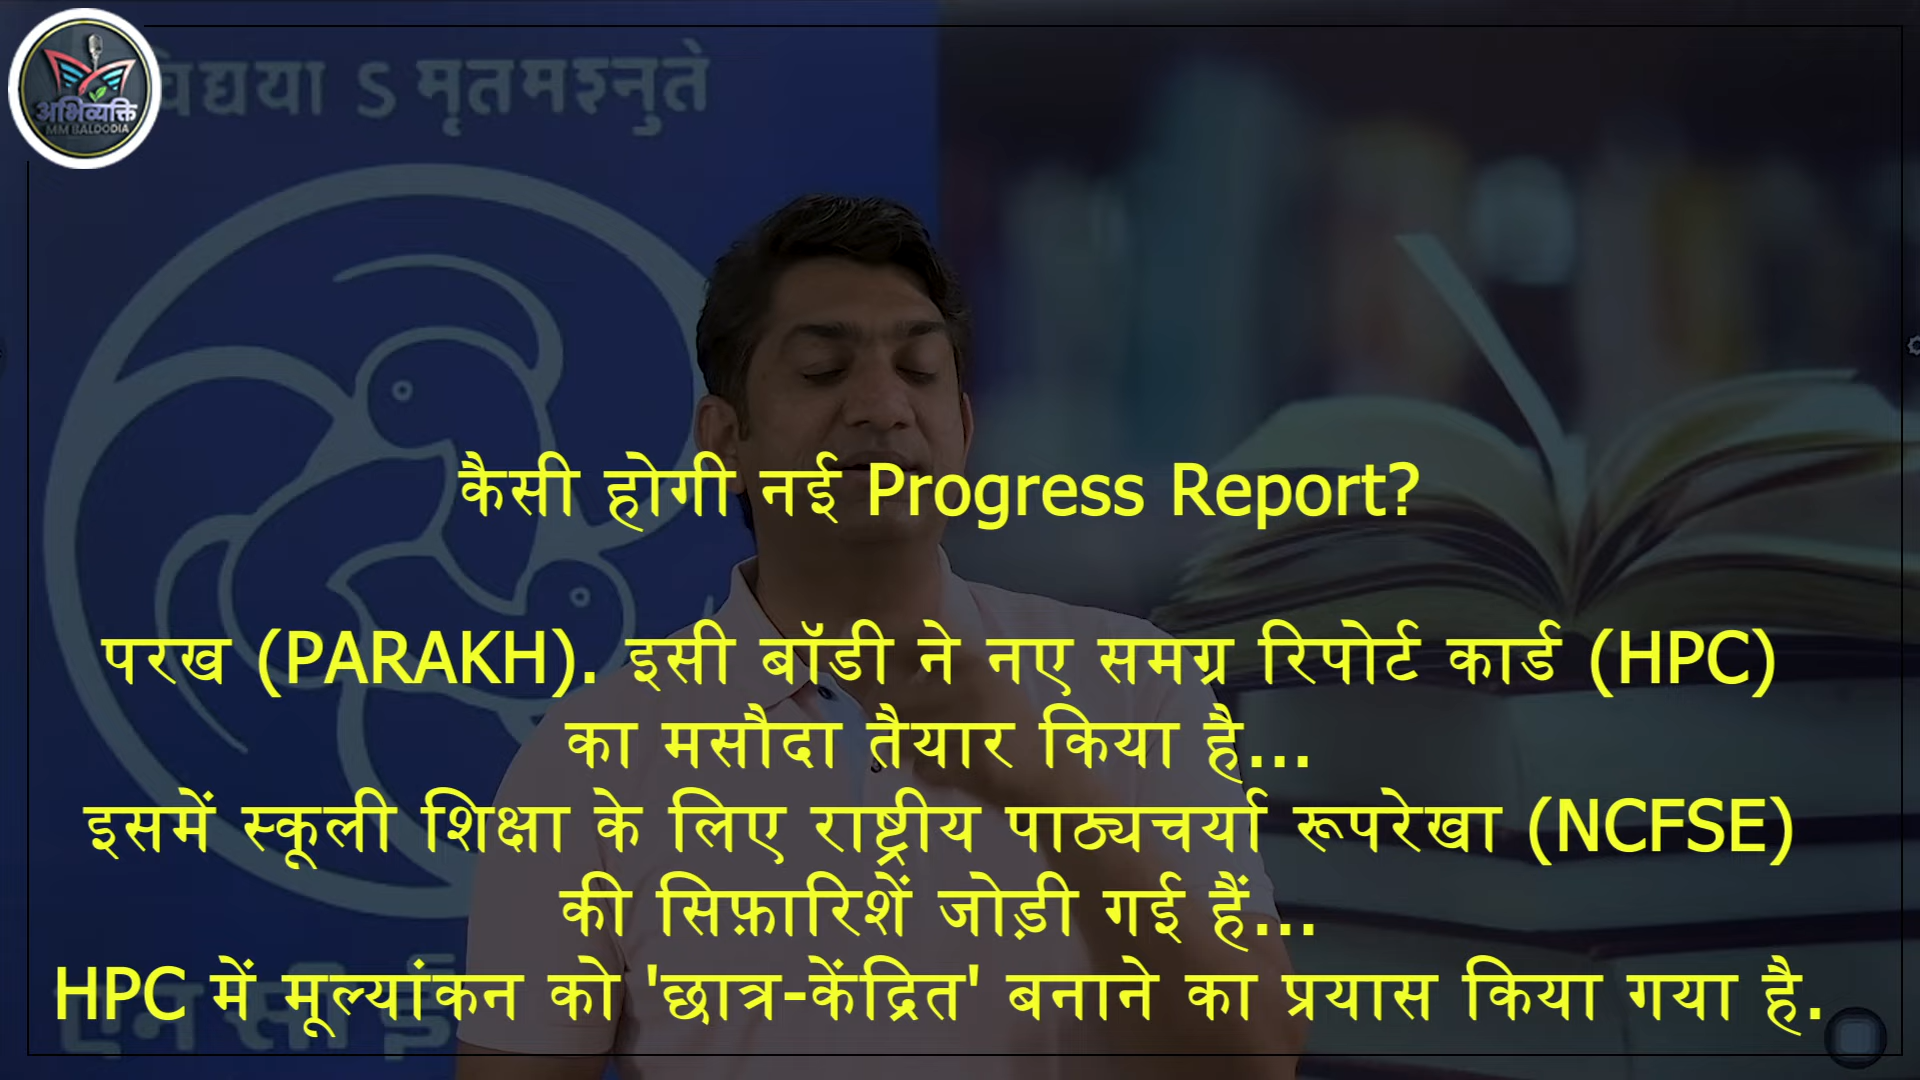 विद्यया ऽ मृतमश्नुते
अभिव्यक्ति
MM BALDODIA
कैसी होगी नई Progress Report?
परख (PARAKH). इसी बॉडी ने नए समग्र रिपोर्ट कार्ड (HPC)
का मसौदा तैयार किया है...
इसमें स्कूली शिक्षा के लिए राष्ट्रीय पाठ्यचर्या रूपरेखा (NCFSE)
की सिफ़ारिशें जोड़ी गई हैं...
HPC में मूल्यांकन को 'छात्र-केंद्रित' बनाने का प्रयास किया गया है.